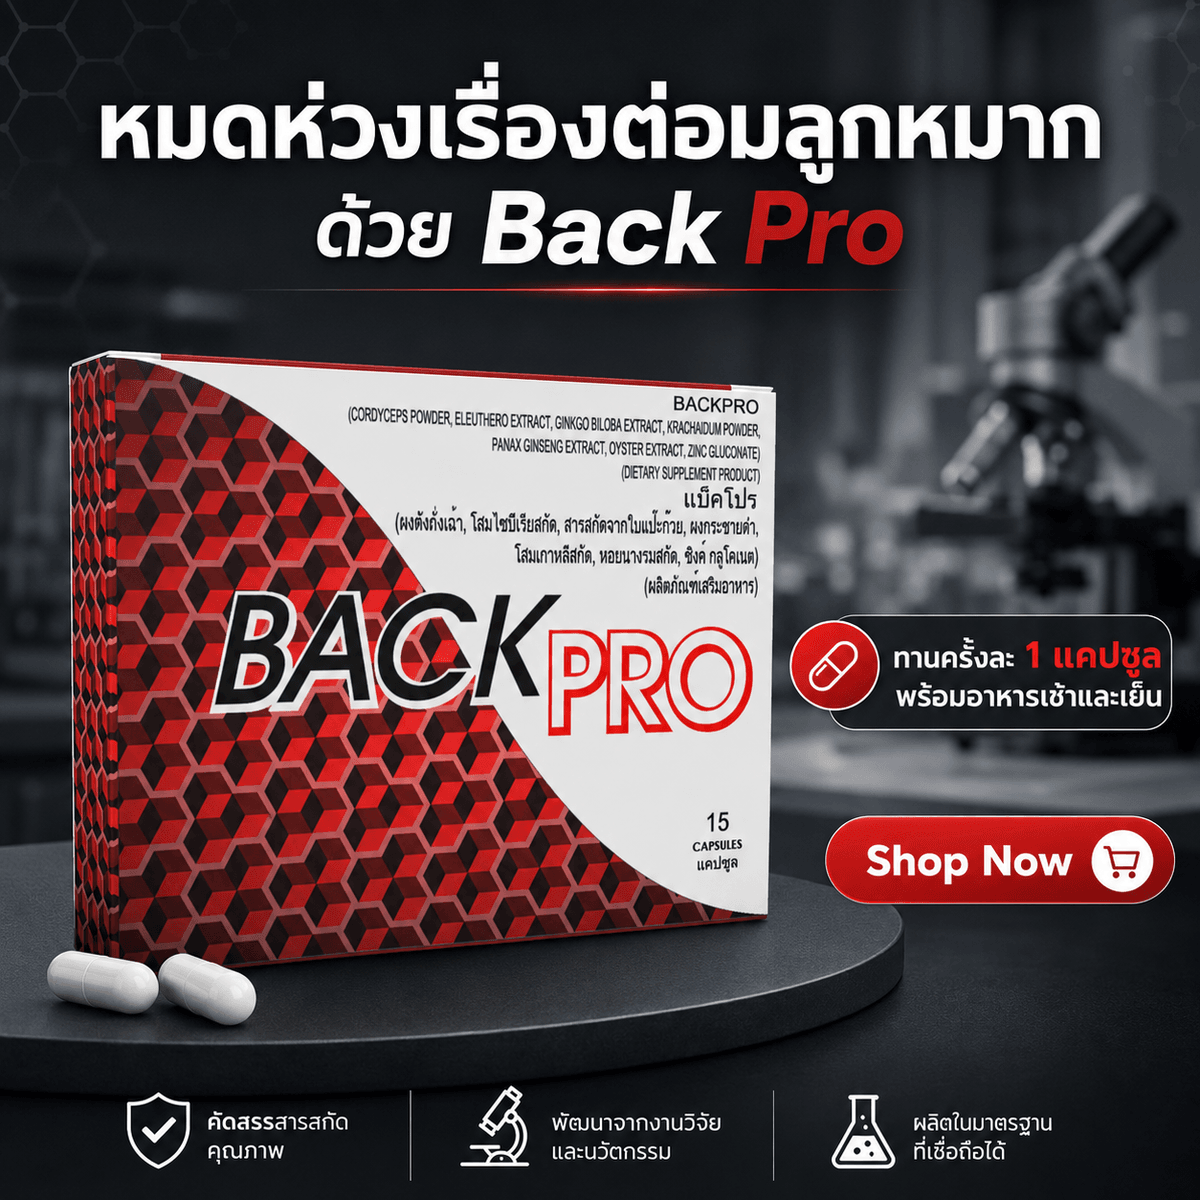 หมดห่วงเรื่องต่อมลูกหมาก
ด้วย Back Pro
BACKPRO
(CORDYCEPS POWDER, ELEUTHERO EXTRACT, GINKGO BILOBA EXTRACT, KRACHAIDUM POWDER,
PANAX GINSENG EXTRACT, OYSTER EXTRACT, ZINC GLUCONATE)
(DIETARY SUPPLEMENT PRODUCT)
แบ็คโปร
(ผงตังถั่งเฉ้า, โสมไซบีเรียสกัด, สารสกัดจากใบแปะก๊วย, ผงกระชายดำ,
โสมเกาหลีสกัด, หอยนางรมสกัด, ซิงค์ กลูโคเนต)
(ผลิตภัณฑ์เสริมอาหาร)
BACK PRO
15
CAPSULES
แคปซูล
ทานครั้งละ 1 แคปซูล
พร้อมอาหารเช้าและเย็น
Shop Now
คัดสรรสารสกัด
คุณภาพ
พัฒนาจากงานวิจัย
และนวัตกรรม
ผลิตในมาตรฐาน
ที่เชื่อถือได้